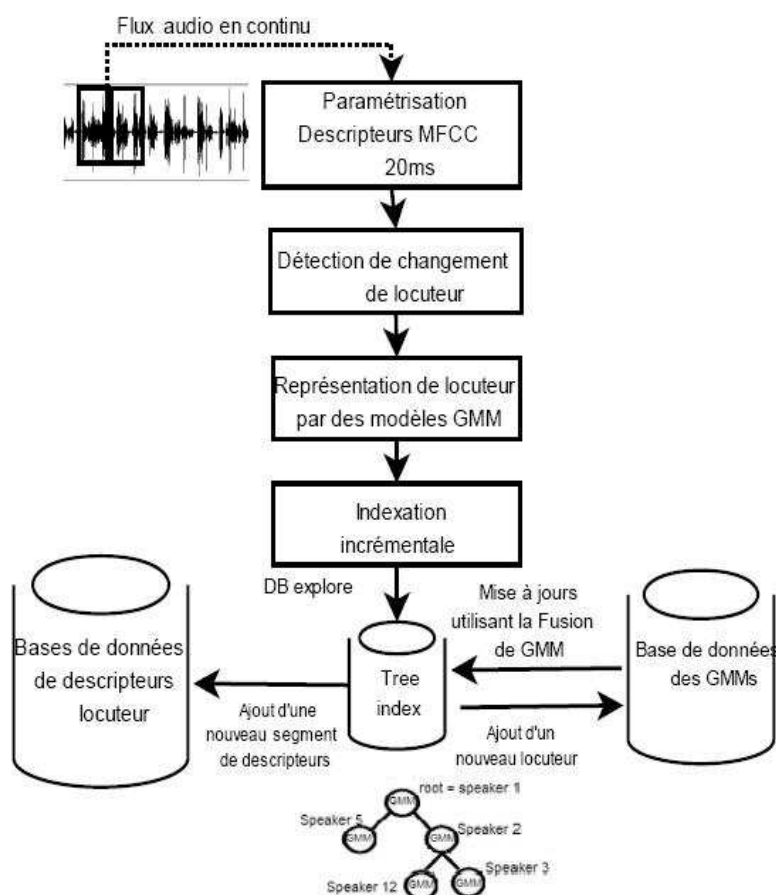 Flux audio en continu
Paramétrisation
Descripteurs MFCC
20ms
Détection de changement
de locuteur
Représentation de locuteur
par des modèles GMM
Indexation
incrémentale
DB explore
Bases de données
de descripteurs
locuteur
Tree
index
Mise à jours
utilisant la Fusion
de GMM
Base de données
des GMMs
Ajout d'une
nouveau segment
de descripteurs
Ajout d'un
nouveau locuteur
root = speaker 1
GMM
Speaker 5
GMM
GMM
Speaker 2
Speaker 12
GMM
GMM
Speaker 3